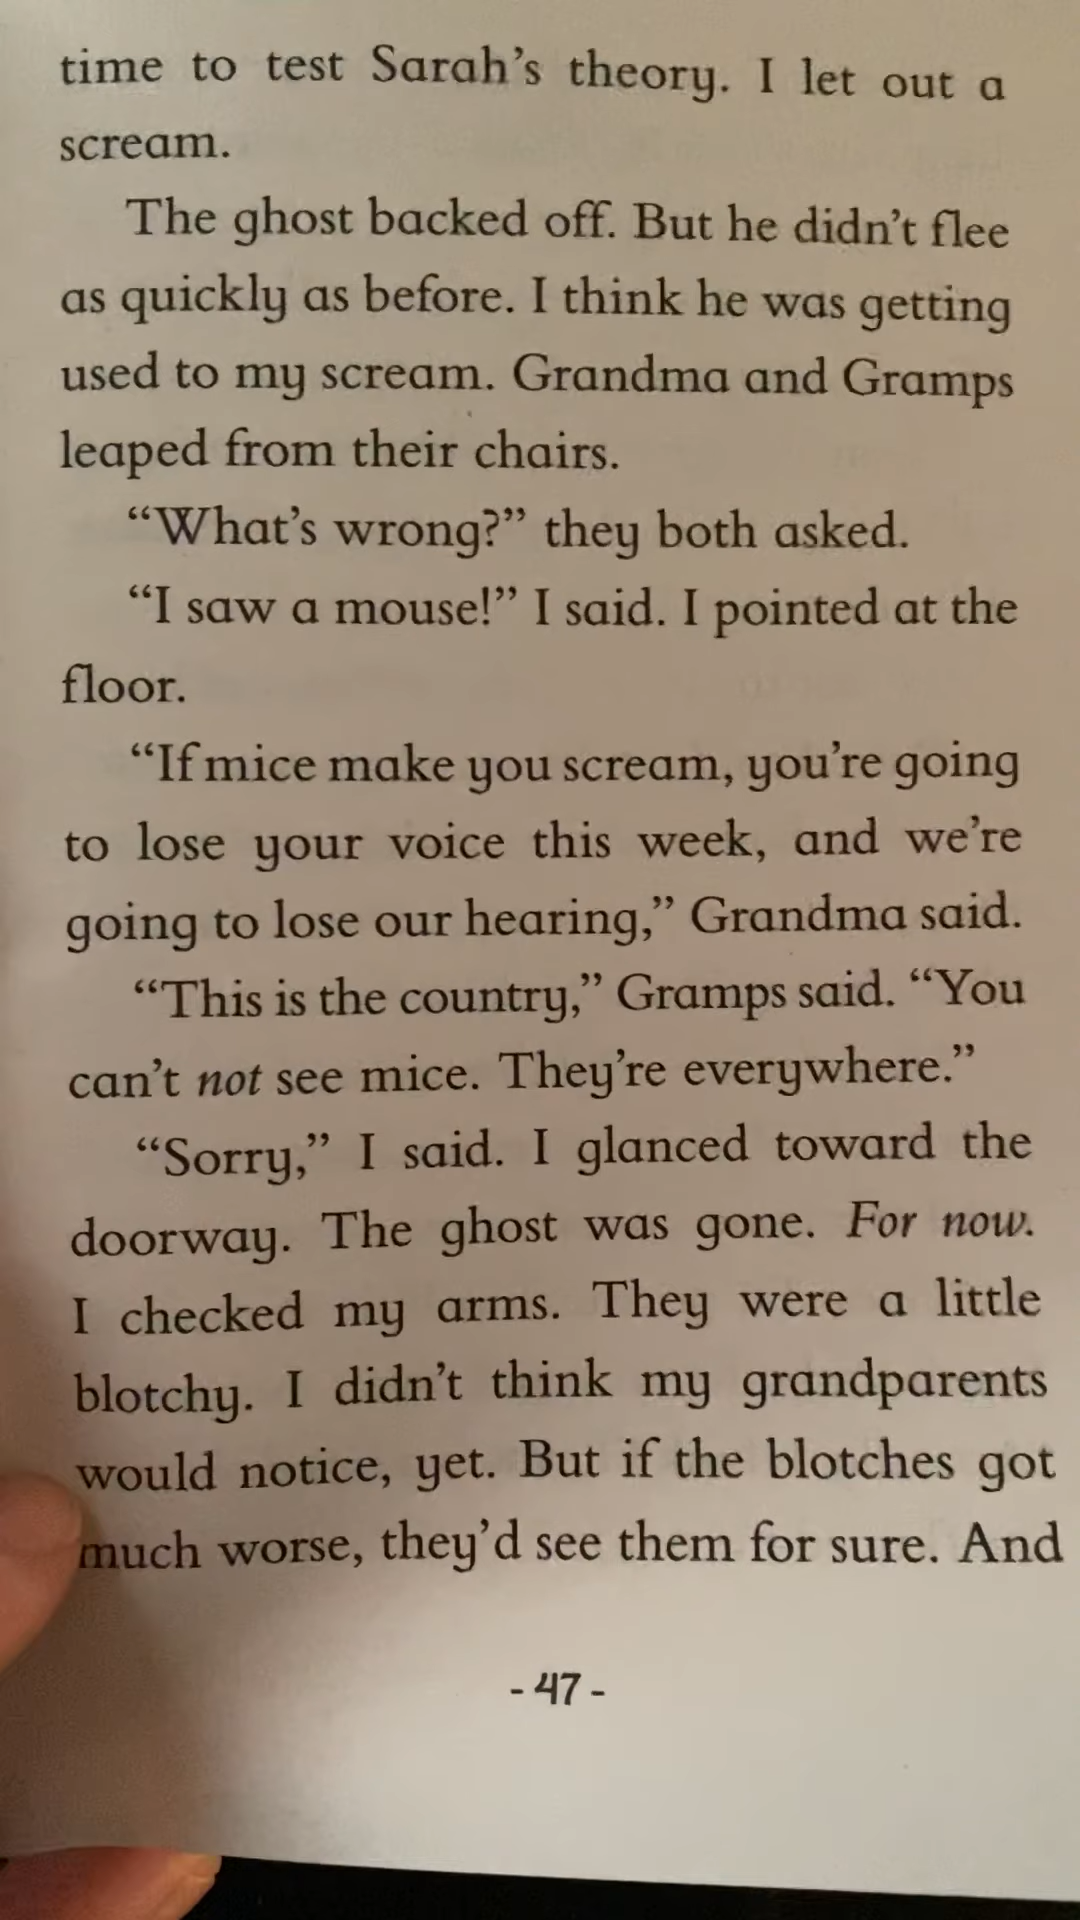 time to test Sarah’s theory. I let out a
scream.
The ghost backed off. But he didn’t flee
as quickly as before. I think he was getting
used to my scream. Grandma and Gramps
leaped from their chairs.
“What’s wrong?” they both asked.
“I saw a mouse!” I said. I pointed at the
floor.
“If mice make you scream, you’re going
to lose your voice this week, and we’re
going to lose our hearing,” Grandma said.
“This is the country,” Gramps said. “You
can’t not see mice. They’re everywhere.”
“Sorry,” I said. I glanced toward the
doorway. The ghost was gone. For now.
I checked my arms. They were a little
blotchy. I didn’t think my grandparents
would notice, yet. But if the blotches got
much worse, they’d see them for sure. And
- 47 -